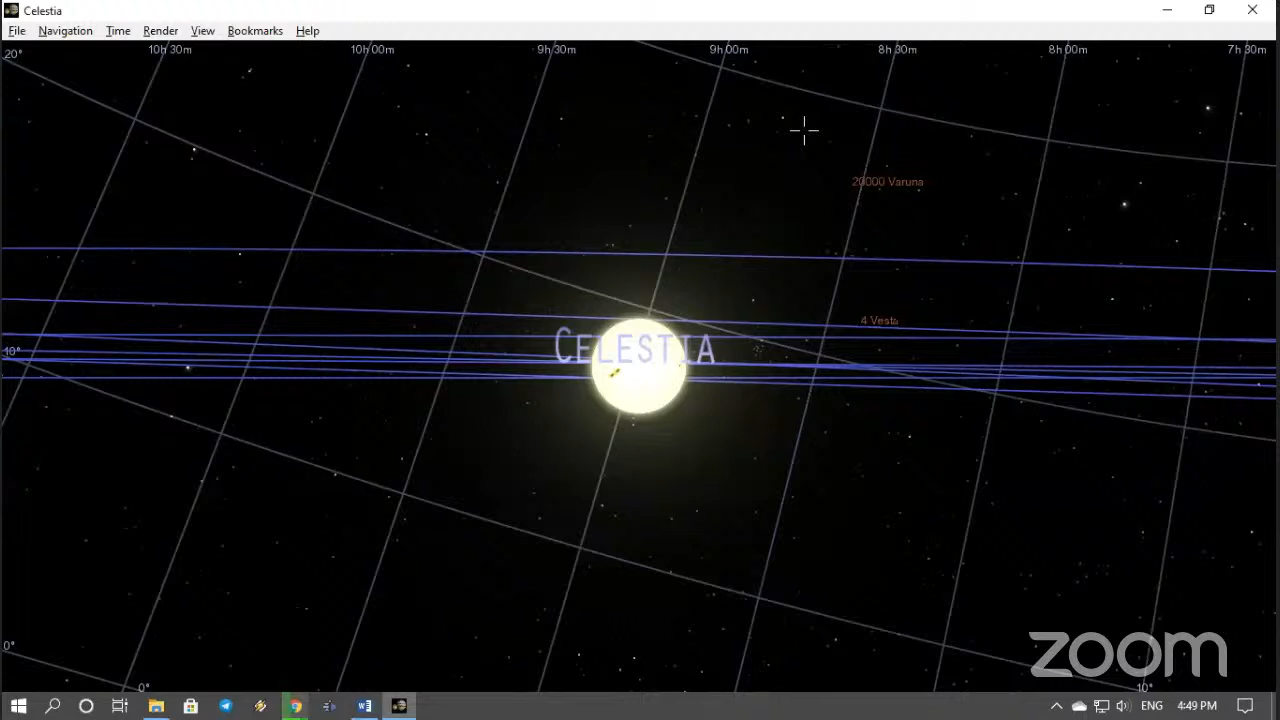 Celestia
File Navigation Time Render View Bookmarks Help
20° 10h 30m 10h 00m 9h 30m 9h 00m 8h 30m 8h 00m 7h 30m
20000 Varuna
4 Vesta
CELESTIA
10°
0°
0° 10°
zoom
ENG 4:49 PM